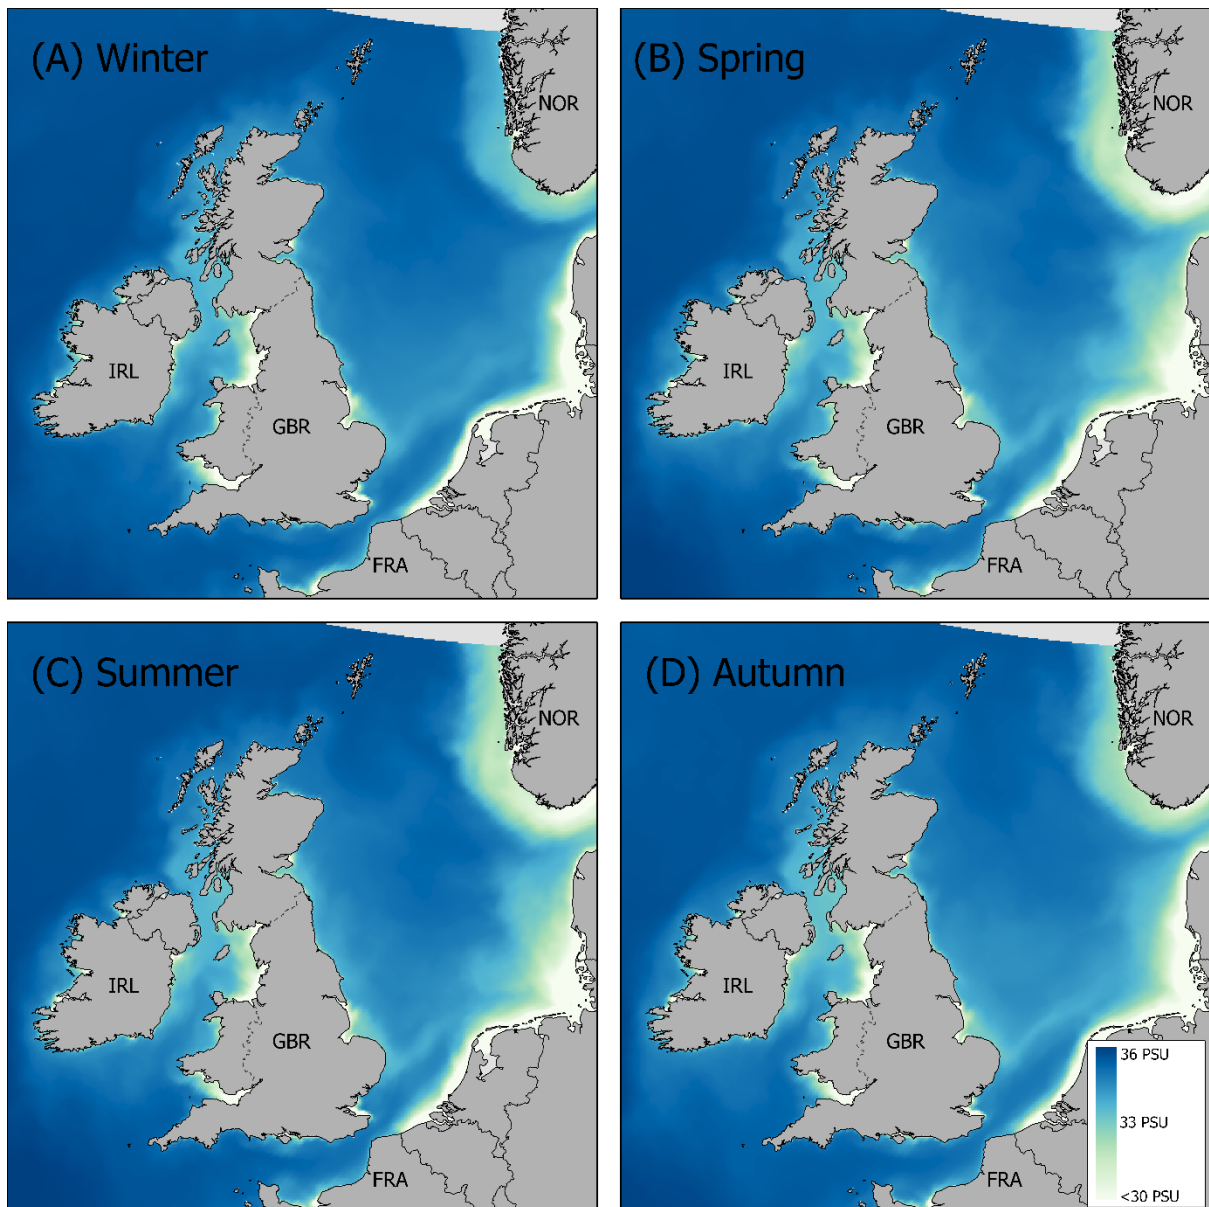 (A) Winter
NOR
IRL
GBR
FRA
(B) Spring
NOR
IRL
GBR
FRA
(C) Summer
NOR
IRL
GBR
FRA
(D) Autumn
NOR
IRL
GBR
FRA
36 PSU
33 PSU
<30 PSU